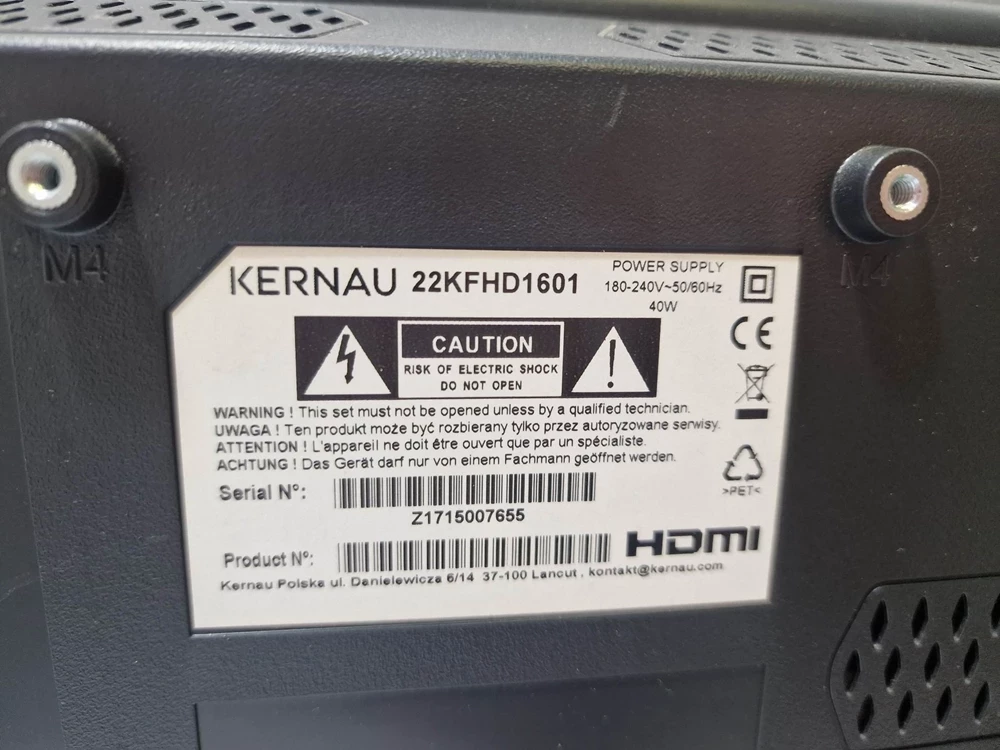 M4
M4
KERNAU 22KFHD1601
POWER SUPPLY
180-240V~50/60Hz
40W
CE
CAUTION
RISK OF ELECTRIC SHOCK
DO NOT OPEN
WARNING ! This set must not be opened unless by a qualified technician.
UWAGA ! Ten produkt może być rozbierany tylko przez autoryzowane serwisy.
ATTENTION ! L'appareil ne doit être ouvert que par un spécialiste.
ACHTUNG ! Das Gerät darf nur von einem Fachmann geöffnet werden.
>PET<
Serial N°:
Z1715007655
Product N°:
HDMI
Kernau Polska ul. Danielewicza 6/14 37-100 Lancut , kontakt@kernau.com